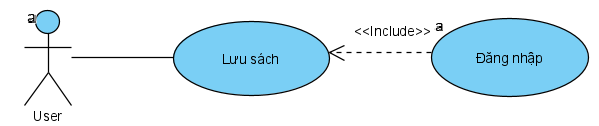 <<Include>>
Lưu sách
Đăng nhập
User